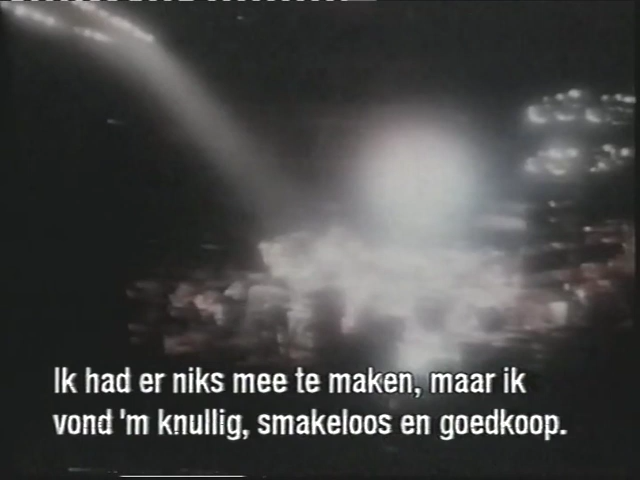 Ik had er niks mee te maken, maar ik
vond 'm knullig, smakeloos en goedkoop.